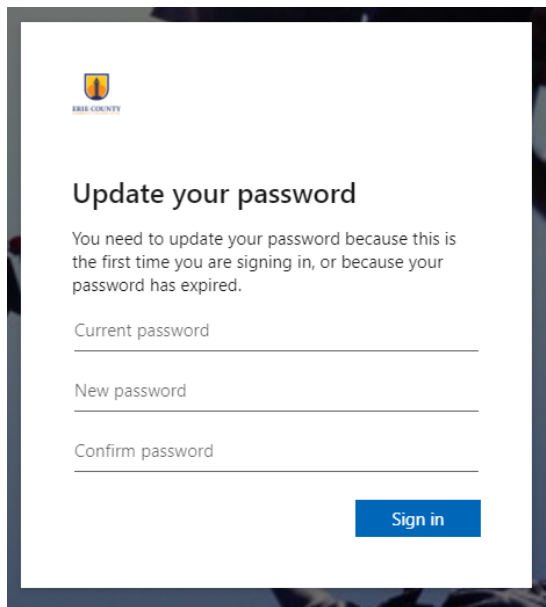 ERIE COUNTY
Update your password
You need to update your password because this is
the first time you are signing in, or because your
password has expired.
Current password
New password
Confirm password
Sign in